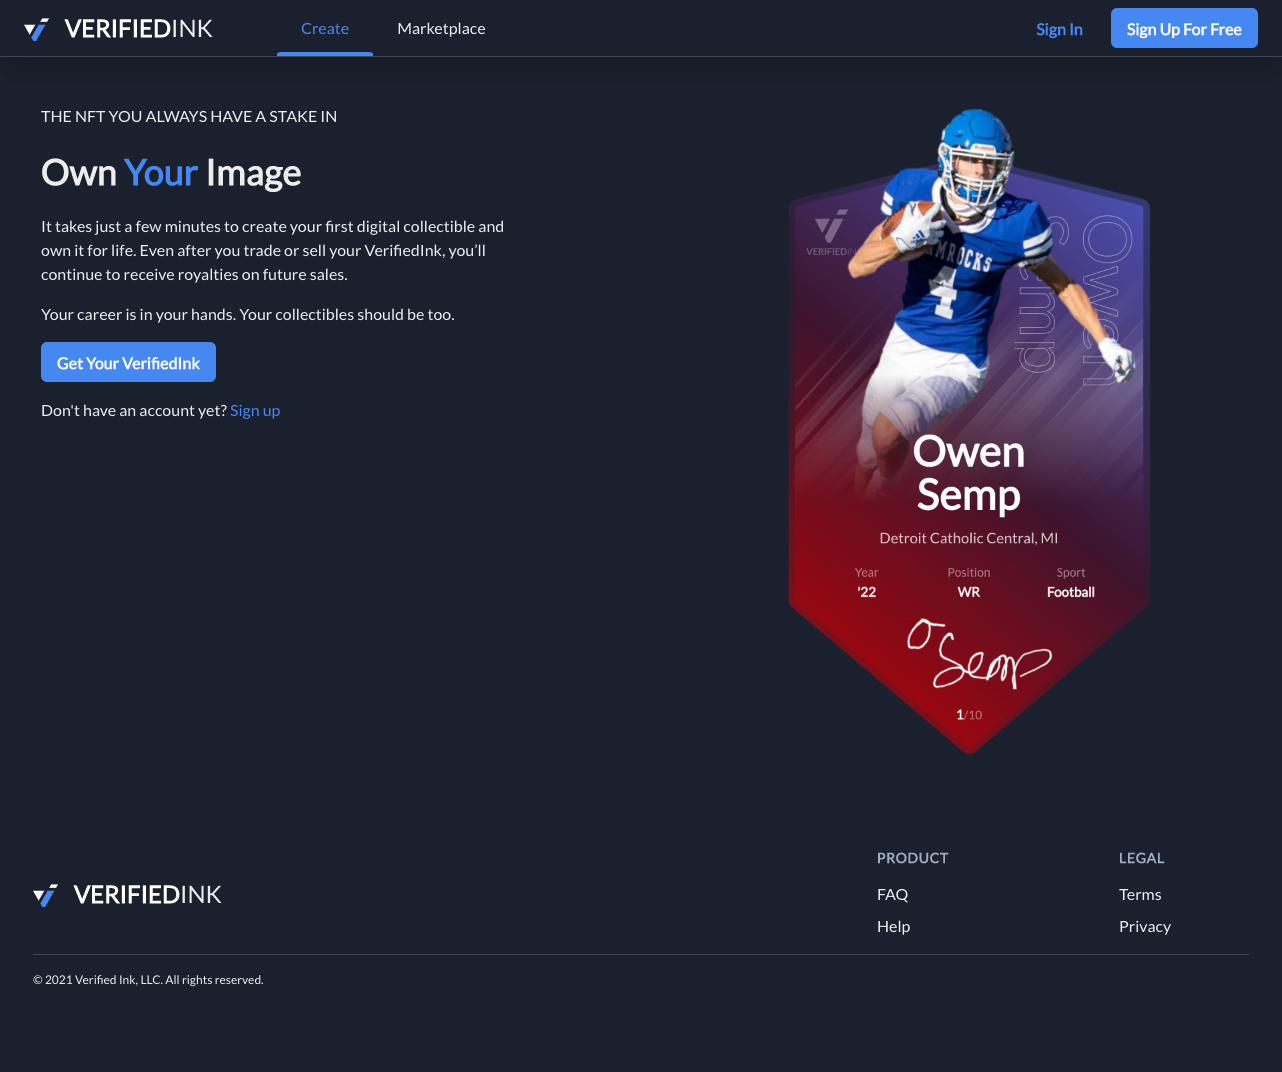 VERIFIEDINK
Create
Marketplace
Sign In
Sign Up For Free
THE NFT YOU ALWAYS HAVE A STAKE IN
Own Your Image
It takes just a few minutes to create your first digital collectible and
own it for life. Even after you trade or sell your VerifiedInk, you'll
continue to receive royalties on future sales.
Your career is in your hands. Your collectibles should be too.
Get Your VerifiedInk
Don't have an account yet? Sign up
VERIFIEDIN
Riddell
MROCKS
4
Owen
Semp
Owen
Semp
Detroit Catholic Central, MI
Year
Position
Sport
'22
WR
Football
O Semp
1/10
VERIFIEDINK
PRODUCT
FAQ
Help
LEGAL
Terms
Privacy
© 2021 Verified Ink, LLC. All rights reserved.